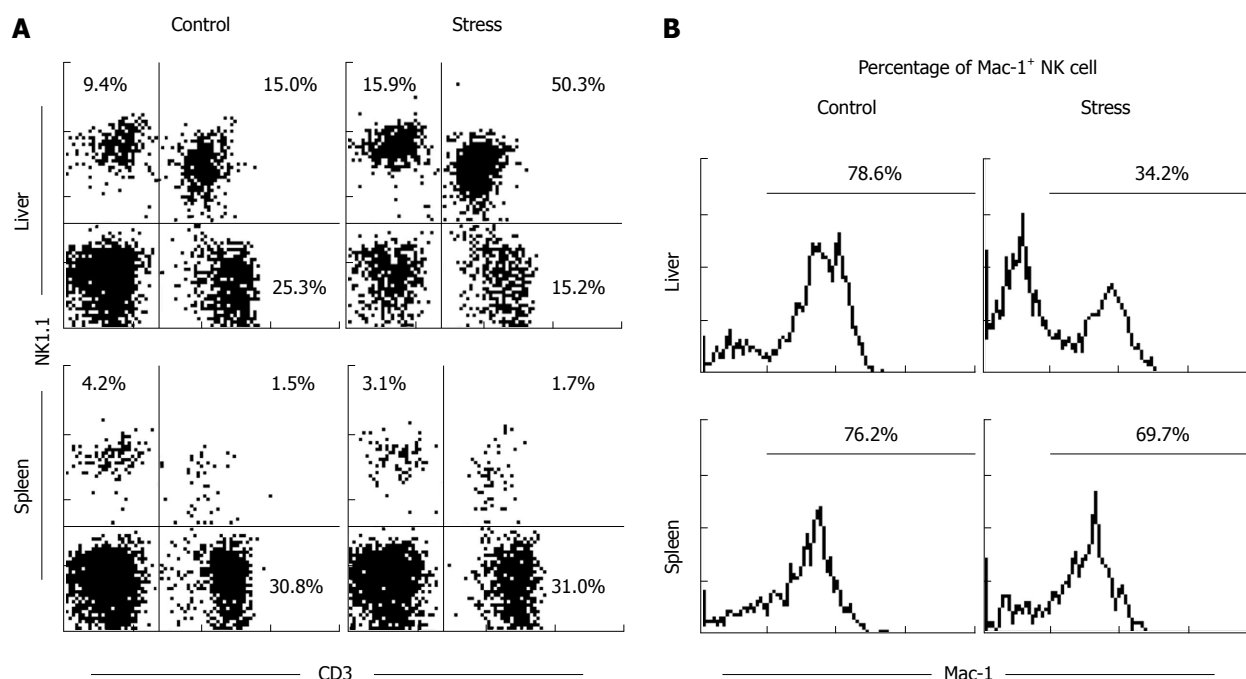 A
Control
Stress
9.4%
15.0%
15.9%
50.3%
Liver
25.3%
15.2%
NK1.1
4.2%
1.5%
3.1%
1.7%
Spleen
30.8%
31.0%
CD3
B
Percentage of Mac-1⁺ NK cell
Control
Stress
78.6%
34.2%
Liver
76.2%
69.7%
Spleen
Mac-1